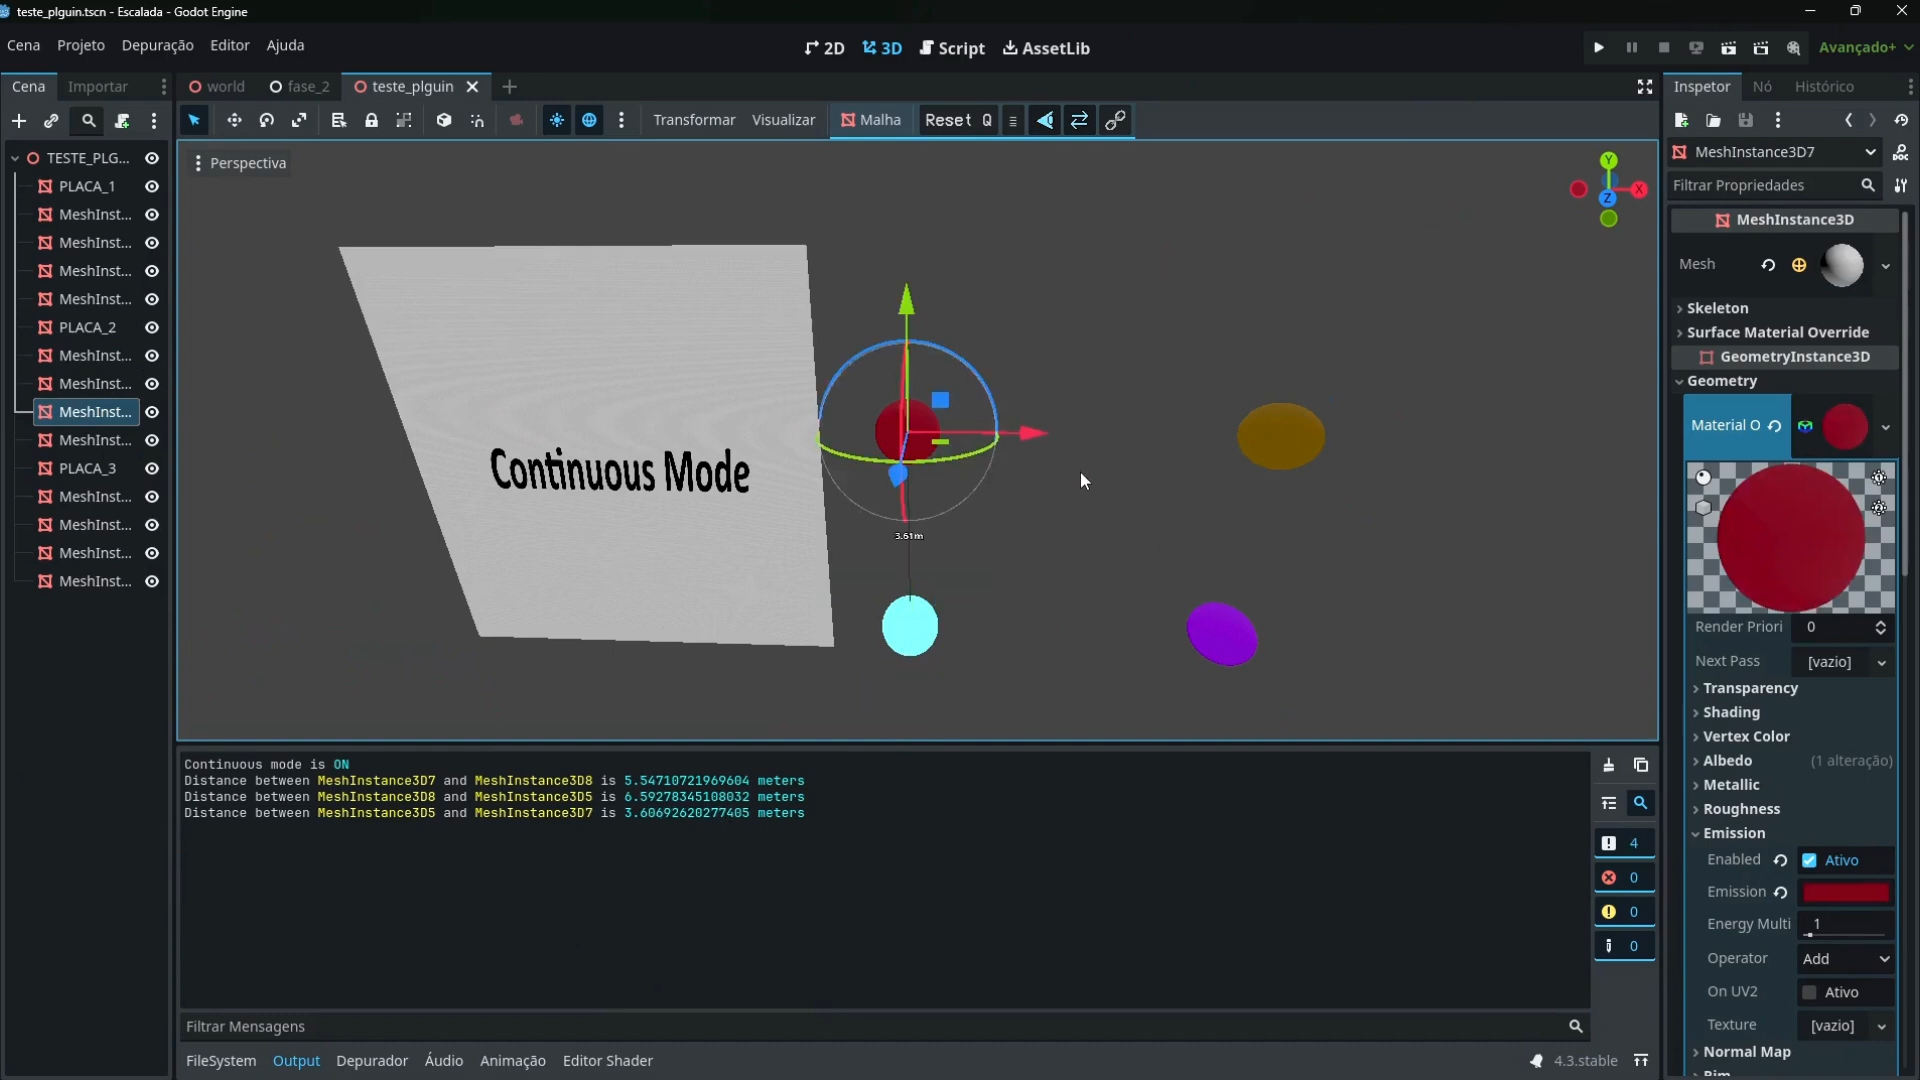 teste_plguin.tscn - Escalada - Godot Engine
Cena Projeto Depuração Editor Ajuda
2D 3D Script AssetLib
Avançado+
Cena Importar
world fase_2 teste_plguin
Inspetor Nó Histórico
Transformar Visualizar Malha Reset Q
TESTE_PLG...
PLACA_1
MeshInst...
MeshInst...
MeshInst...
MeshInst...
PLACA_2
MeshInst...
MeshInst...
MeshInst...
MeshInst...
PLACA_3
MeshInst...
MeshInst...
MeshInst...
MeshInst...
Perspectiva
Y
X
Z
Continuous Mode
3.61m
Continuous mode is ON
Distance between MeshInstance3D7 and MeshInstance3D8 is 5.54710721969604 meters
Distance between MeshInstance3D8 and MeshInstance3D5 is 6.59278345108032 meters
Distance between MeshInstance3D5 and MeshInstance3D7 is 3.60692620277405 meters
4
0
0
0
Filtrar Mensagens
FileSystem Output Depurador Áudio Animação Editor Shader
4.3.stable
MeshInstance3D7
Filtrar Propriedades
MeshInstance3D
Mesh
Skeleton
Surface Material Override
GeometryInstance3D
Geometry
Material O
Render Priori 0
Next Pass [vazio]
Transparency
Shading
Vertex Color
Albedo (1 alteração)
Metallic
Roughness
Emission
Enabled Ativo
Emission
Energy Multi 1
Operator Add
On UV2 Ativo
Texture [vazio]
Normal Map
Rim